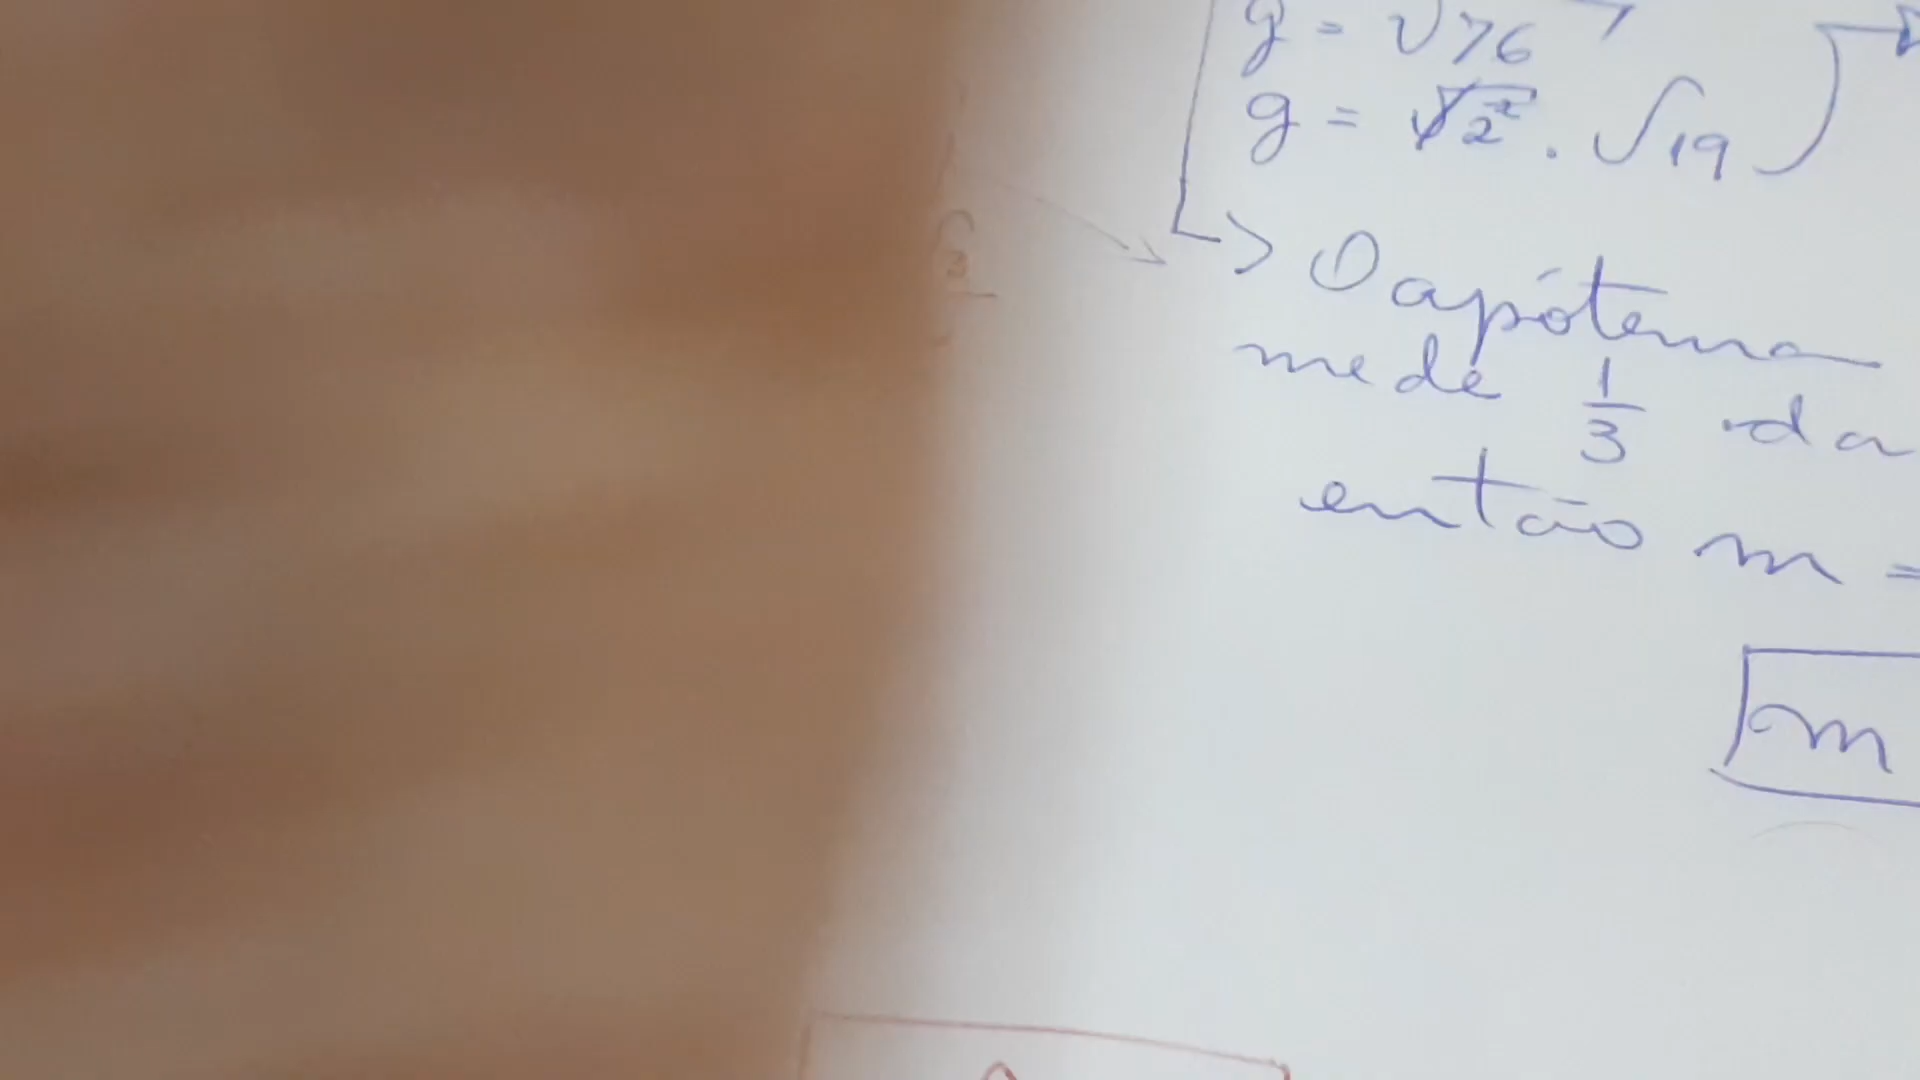 g = √76
g = √2² . √19
→ O apótema
mede 1/3 da
então m =
m